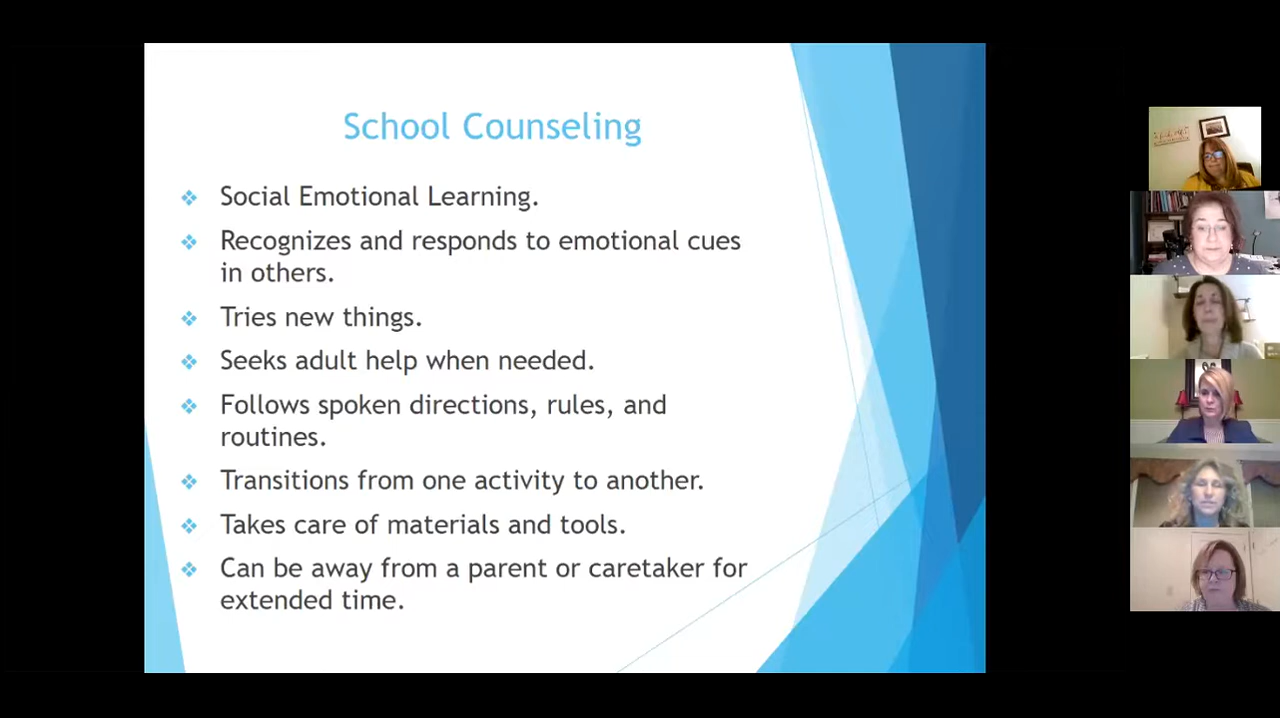 School Counseling
Social Emotional Learning.
Recognizes and responds to emotional cues
in others.
Tries new things.
Seeks adult help when needed.
Follows spoken directions, rules, and
routines.
Transitions from one activity to another.
Takes care of materials and tools.
Can be away from a parent or caretaker for
extended time.